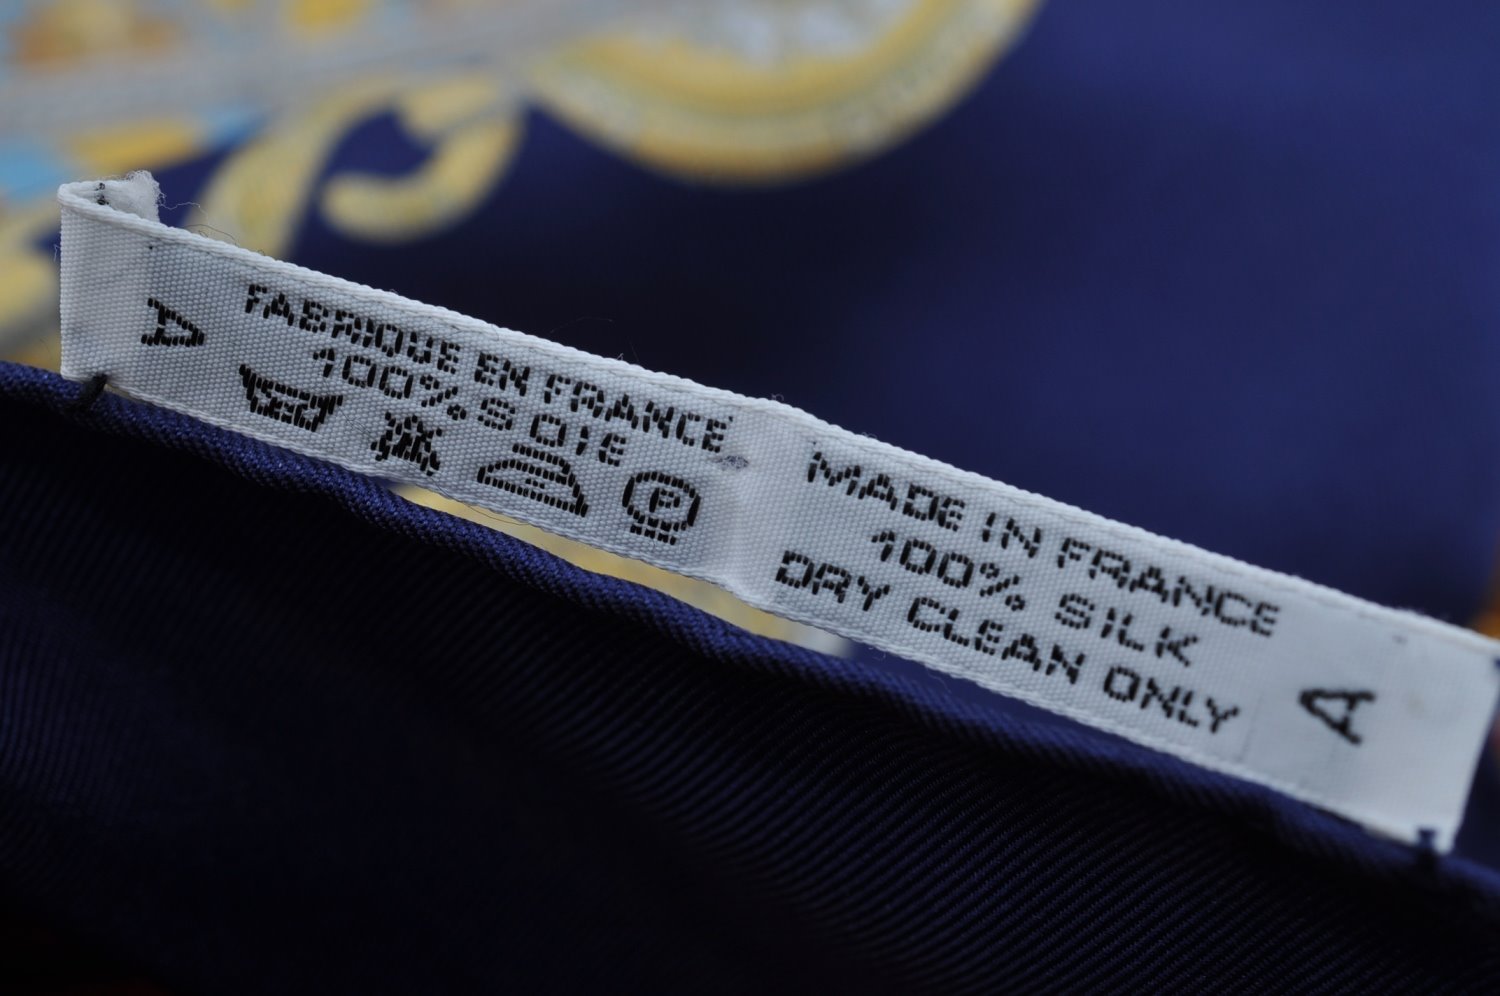 A
FABRIQUE EN FRANCE
100% SOIE
P
MADE IN FRANCE
100% SILK
DRY CLEAN ONLY
A